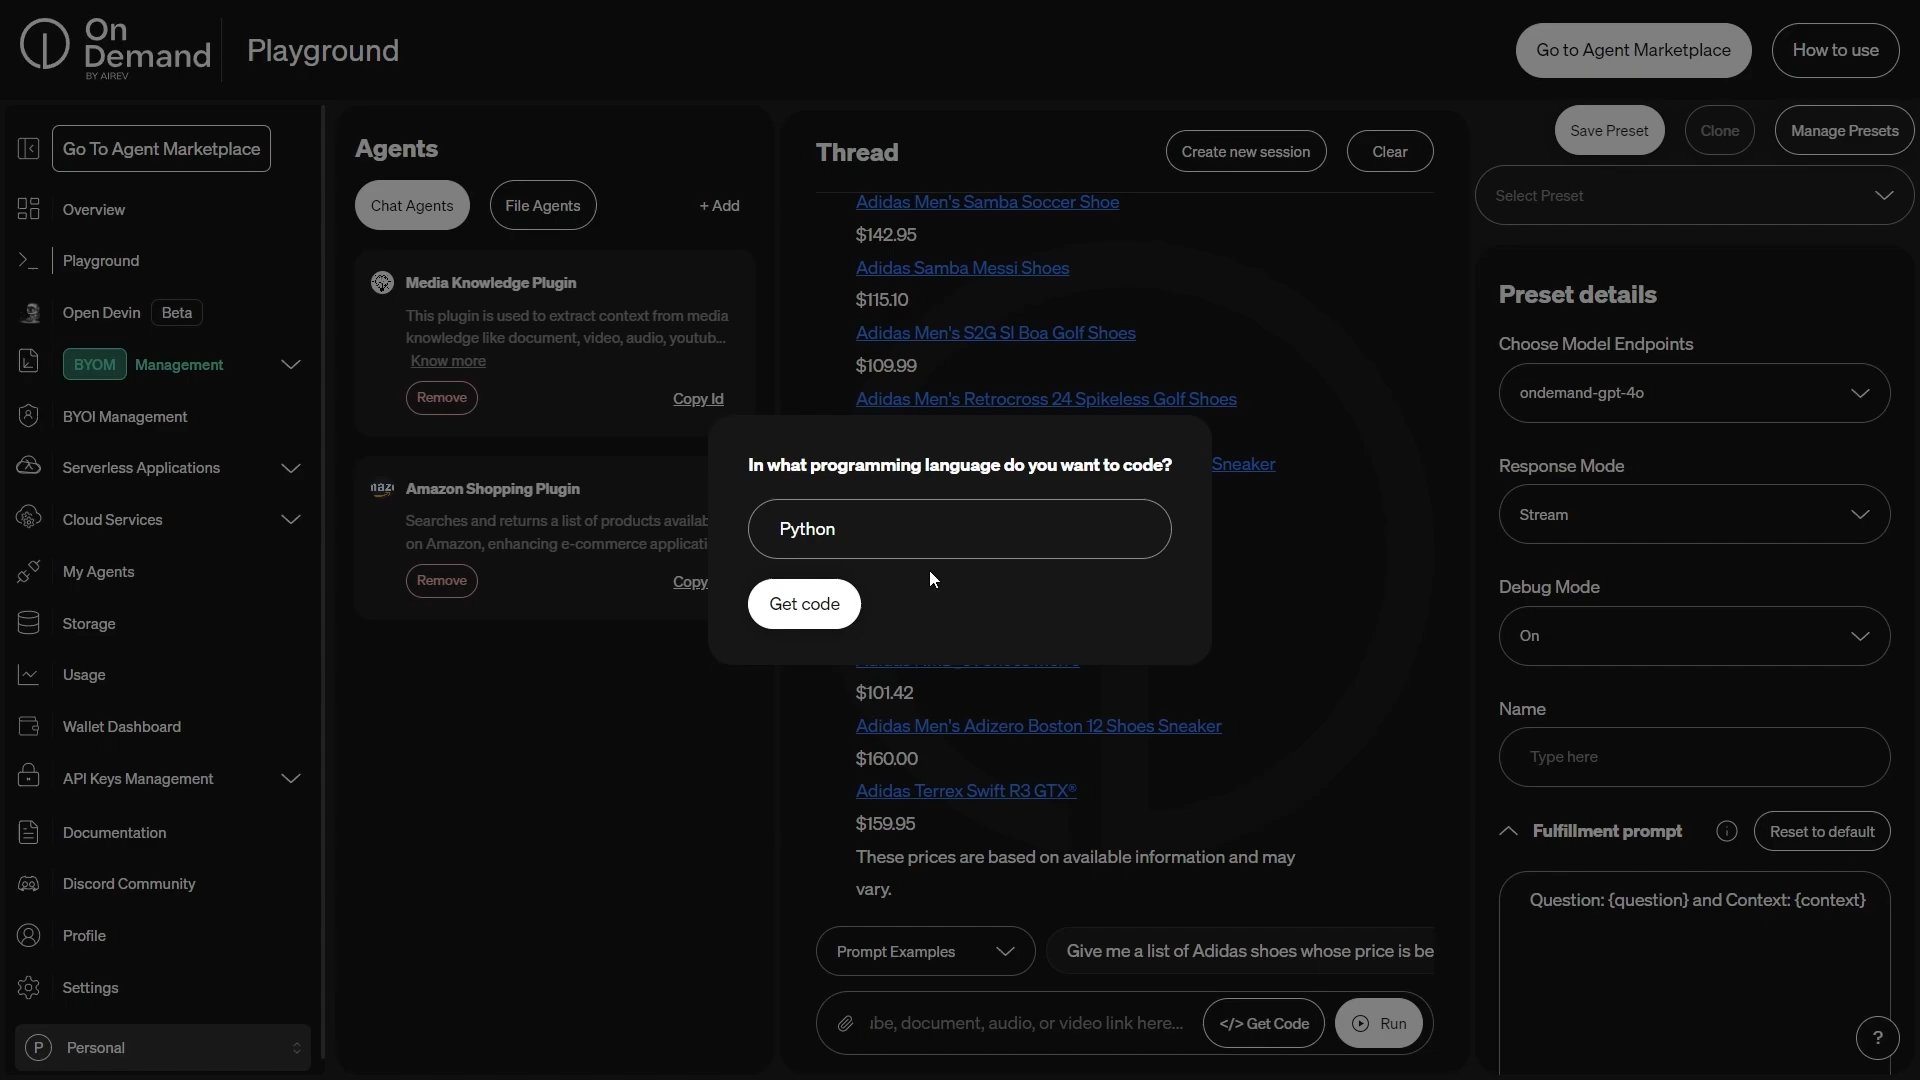 On
Demand
BY AIREV
Playground
Go to Agent Marketplace
How to use
Go To Agent Marketplace
Overview
Playground
Open Devin Beta
BYOM Management
BYOI Management
Serverless Applications
Cloud Services
My Agents
Storage
Usage
Wallet Dashboard
API Keys Management
Documentation
Discord Community
Profile
Settings
P Personal
Agents
Chat Agents
File Agents
+ Add
Media Knowledge Plugin
This plugin is used to extract context from media
knowledge like document, video, audio, youtub...
Know more
Remove
Copy Id
Amazon Shopping Plugin
Searches and returns a list of products
on Amazon, enhancing e-commerce
Remove
Copy
Thread
Create new session
Clear
Adidas Men's Samba Soccer Shoe
$142.95
Adidas Samba Messi Shoes
$115.10
Adidas Men's S2G Sl Boa Golf Shoes
$109.99
Adidas Men's Retrocross 24 Spikeless Golf Shoes
Sneaker
In what programming language do you want to code?
Python
Get code
$101.42
Adidas Men's Adizero Boston 12 Shoes Sneaker
$160.00
Adidas Terrex Swift R3 GTX®
$159.95
These prices are based on available information and may
vary.
Prompt Examples
Give me a list of Adidas shoes whose price is be
document, audio, or video link here...
</> Get Code
Run
Save Preset
Clone
Manage Presets
Select Preset
Preset details
Choose Model Endpoints
ondemand-gpt-4o
Response Mode
Stream
Debug Mode
On
Name
Type here
Fulfillment prompt
Reset to default
Question: {question} and Context: {context}
?